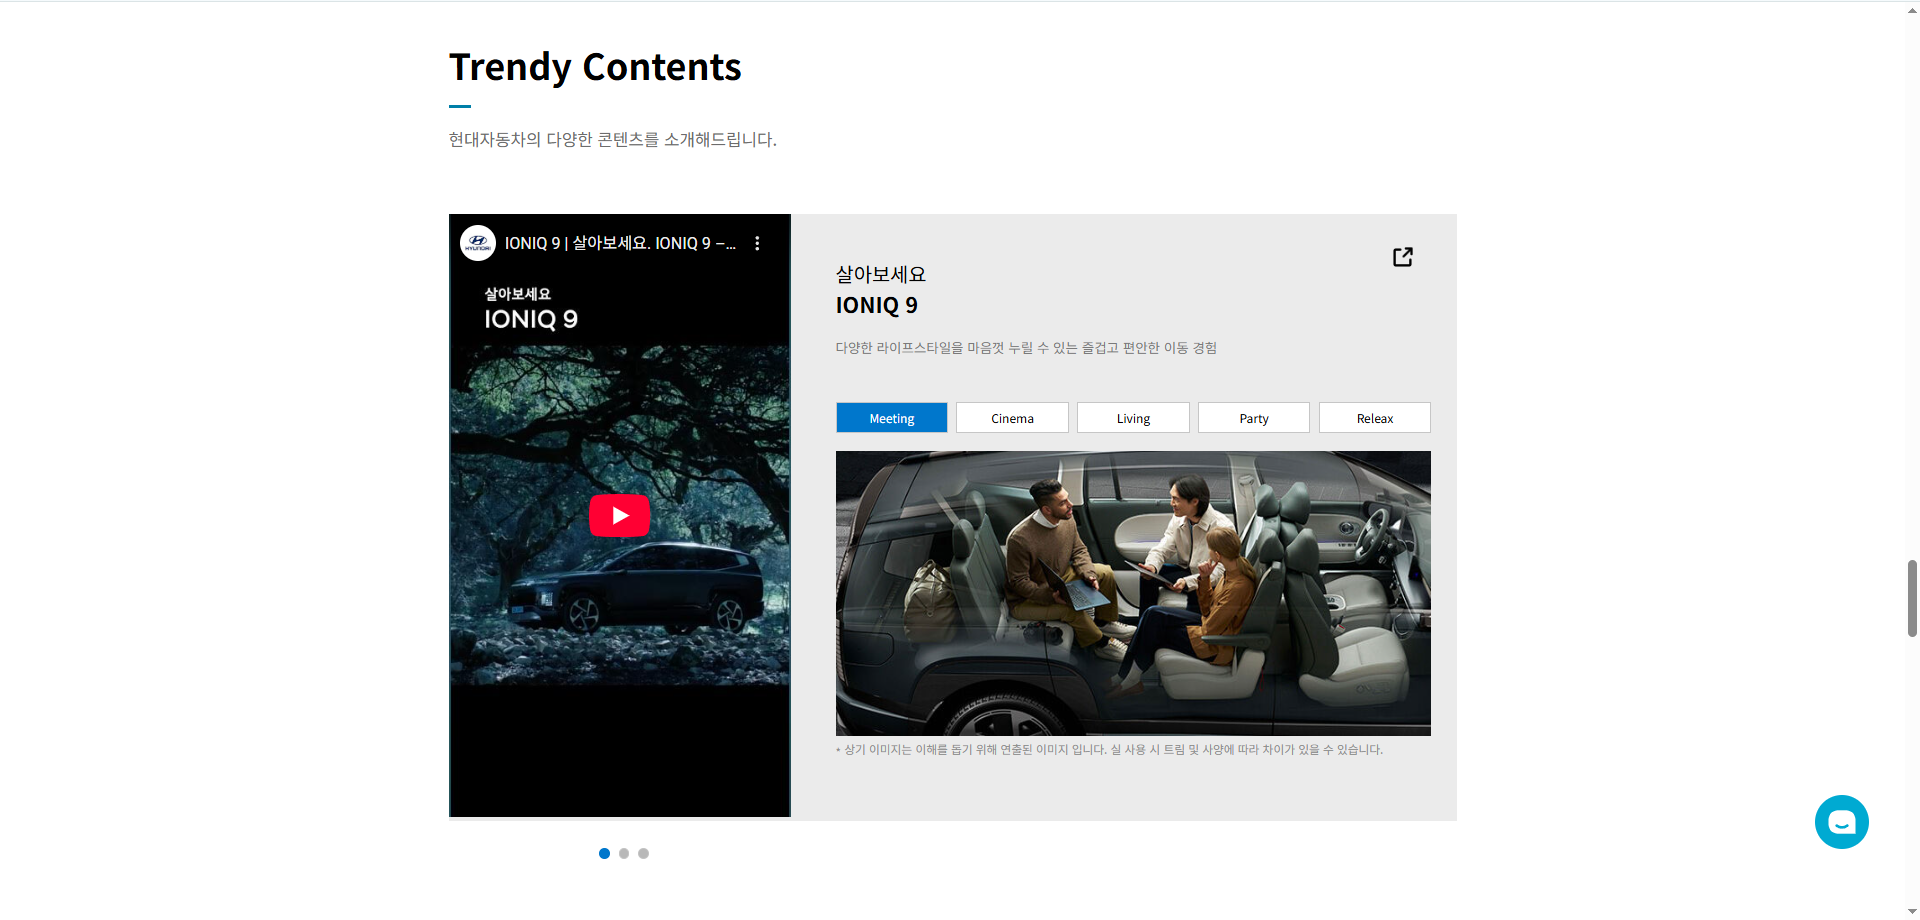 Trendy Contents
현대자동차의 다양한 콘텐츠를 소개해드립니다.
HYUNDAI
IONIQ 9 | 살아보세요. IONIQ 9 –...
살아보세요
IONIQ 9
살아보세요
IONIQ 9
다양한 라이프스타일을 마음껏 누릴 수 있는 즐겁고 편안한 이동 경험
Meeting
Cinema
Living
Party
Releax
* 상기 이미지는 이해를 돕기 위해 연출된 이미지 입니다. 실 사용 시 트림 및 사양에 따라 차이가 있을 수 있습니다.